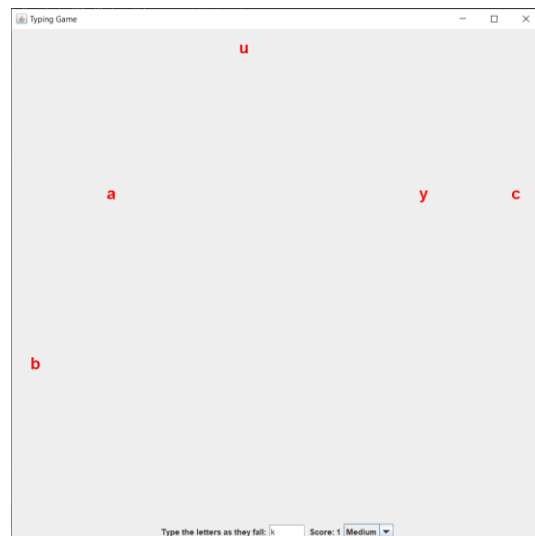 Typing Game
u
a y c
b
Type the letters as they fall: k Score: 1 Medium